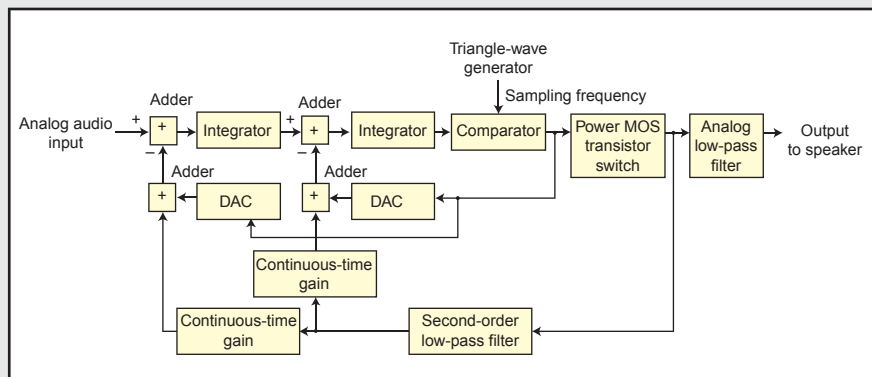 Triangle-wave
generator
Sampling frequency
Analog audio
input
+
Adder
+
–
Integrator
+
Adder
+
–
Integrator
Comparator
Power MOS
transistor
switch
Analog
low-pass
filter
Output
to speaker
Adder
+
DAC
Adder
+
DAC
Continuous-time
gain
Continuous-time
gain
Second-order
low-pass filter